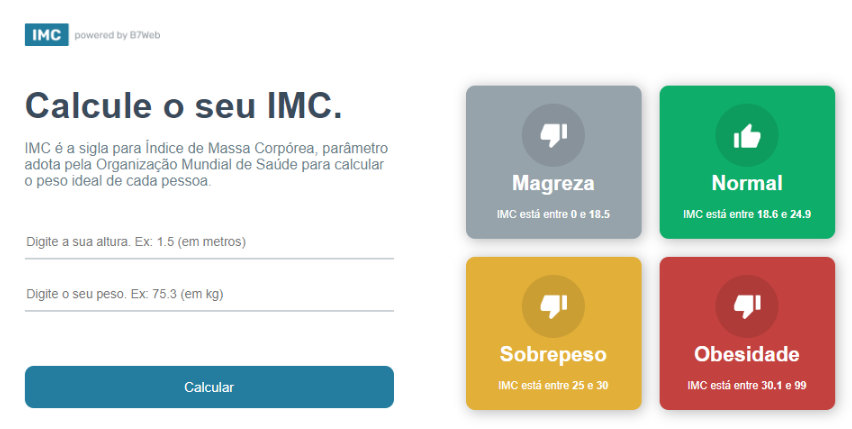 IMC powered by B7Web
Calcule o seu IMC.
IMC é a sigla para Índice de Massa Corpórea, parâmetro
adota pela Organização Mundial de Saúde para calcular
o peso ideal de cada pessoa.
Digite a sua altura. Ex: 1.5 (em metros)
Digite o seu peso. Ex: 75.3 (em kg)
Calcular
Magreza
IMC está entre 0 e 18.5
Normal
IMC está entre 18.6 e 24.9
Sobrepeso
IMC está entre 25 e 30
Obesidade
IMC está entre 30.1 e 99